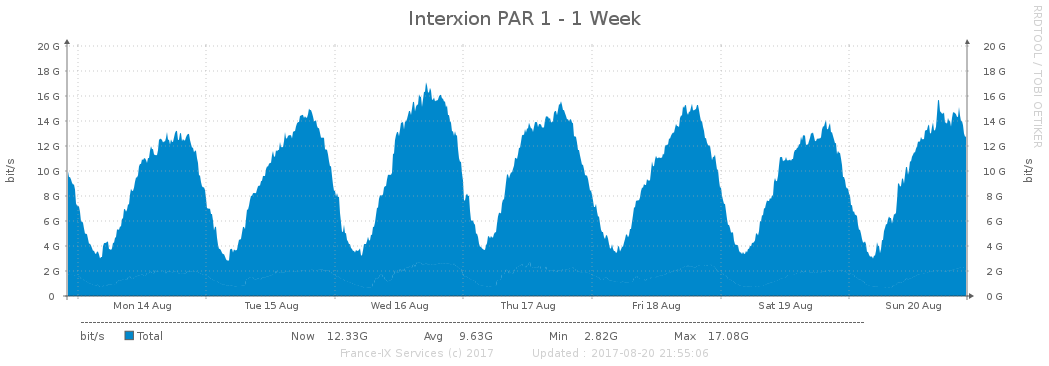 Interxion PAR 1 - 1 Week
RRDTOOL / TOBI OETIKER
20 G 20 G
18 G 18 G
16 G 16 G
14 G 14 G
12 G 12 G
10 G 10 G
8 G 8 G
6 G 6 G
4 G 4 G
2 G 2 G
0 0 G
bit/s bit/s
Mon 14 Aug Tue 15 Aug Wed 16 Aug Thu 17 Aug Fri 18 Aug Sat 19 Aug Sun 20 Aug
bit/s Total Now 12.33G Avg 9.63G Min 2.82G Max 17.08G
France-IX Services (c) 2017 Updated : 2017-08-20 21:55:06